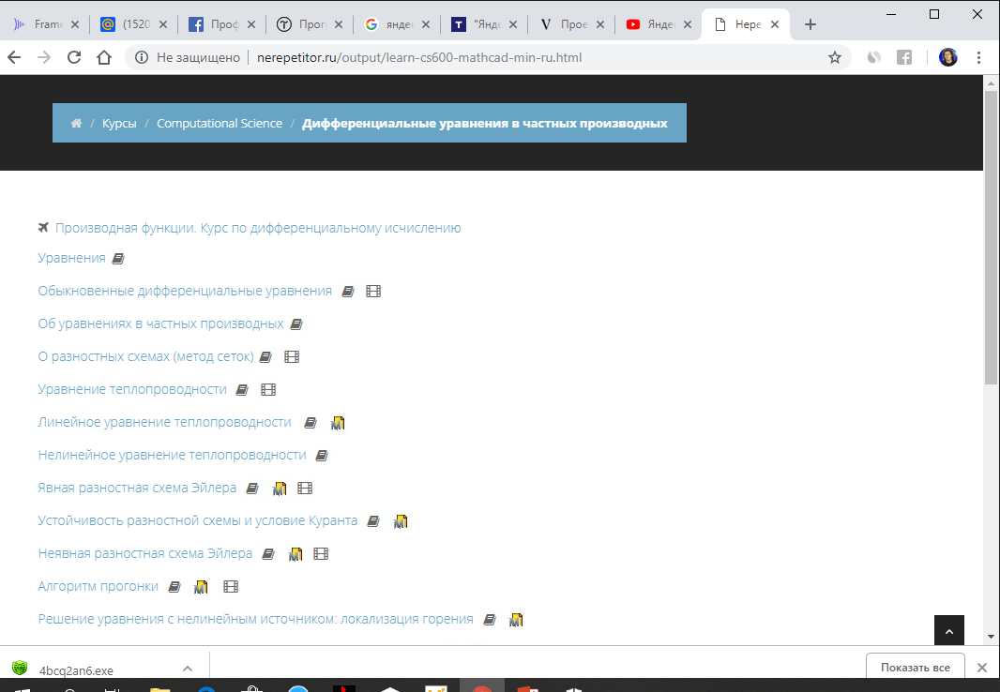 Frame
(1520
Проф
Прог
яндек
T "Янд
V Прое
Яндек
Нере
Не защищено nerepetitor.ru/output/learn-cs600-mathcad-min-ru.html
/ Курсы / Computational Science / Дифференциальные уравнения в частных производных
Производная функции. Курс по дифференциальному исчислению
Уравнения
Обыкновенные дифференциальные уравнения
Об уравнениях в частных производных
О разностных схемах (метод сеток)
Уравнение теплопроводности
Линейное уравнение теплопроводности
Нелинейное уравнение теплопроводности
Явная разностная схема Эйлера
Устойчивость разностной схемы и условие Куранта
Неявная разностная схема Эйлера
Алгоритм прогонки
Решение уравнения с нелинейным источником: локализация горения
4bcq2an6.exe
Показать все